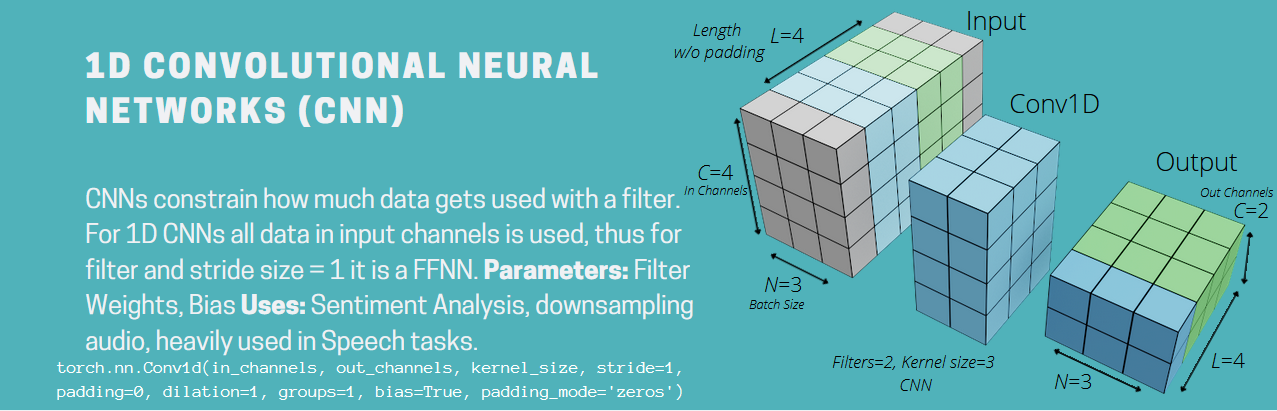 1D CONVOLUTIONAL NEURAL
NETWORKS (CNN)
CNNs constrain how much data gets used with a filter.
For 1D CNNs all data in input channels is used, thus for
filter and stride size = 1 it is a FFNN. Parameters: Filter
Weights, Bias Uses: Sentiment Analysis, downsampling
audio, heavily used in Speech tasks.
torch.nn.Conv1d(in_channels, out_channels, kernel_size, stride=1,
padding=0, dilation=1, groups=1, bias=True, padding_mode='zeros')
Length
w/o padding
L=4
Input
C=4
In Channels
N=3
Batch Size
Conv1D
Filters=2, Kernel size=3
CNN
Output
Out Channels
C=2
L=4
N=3